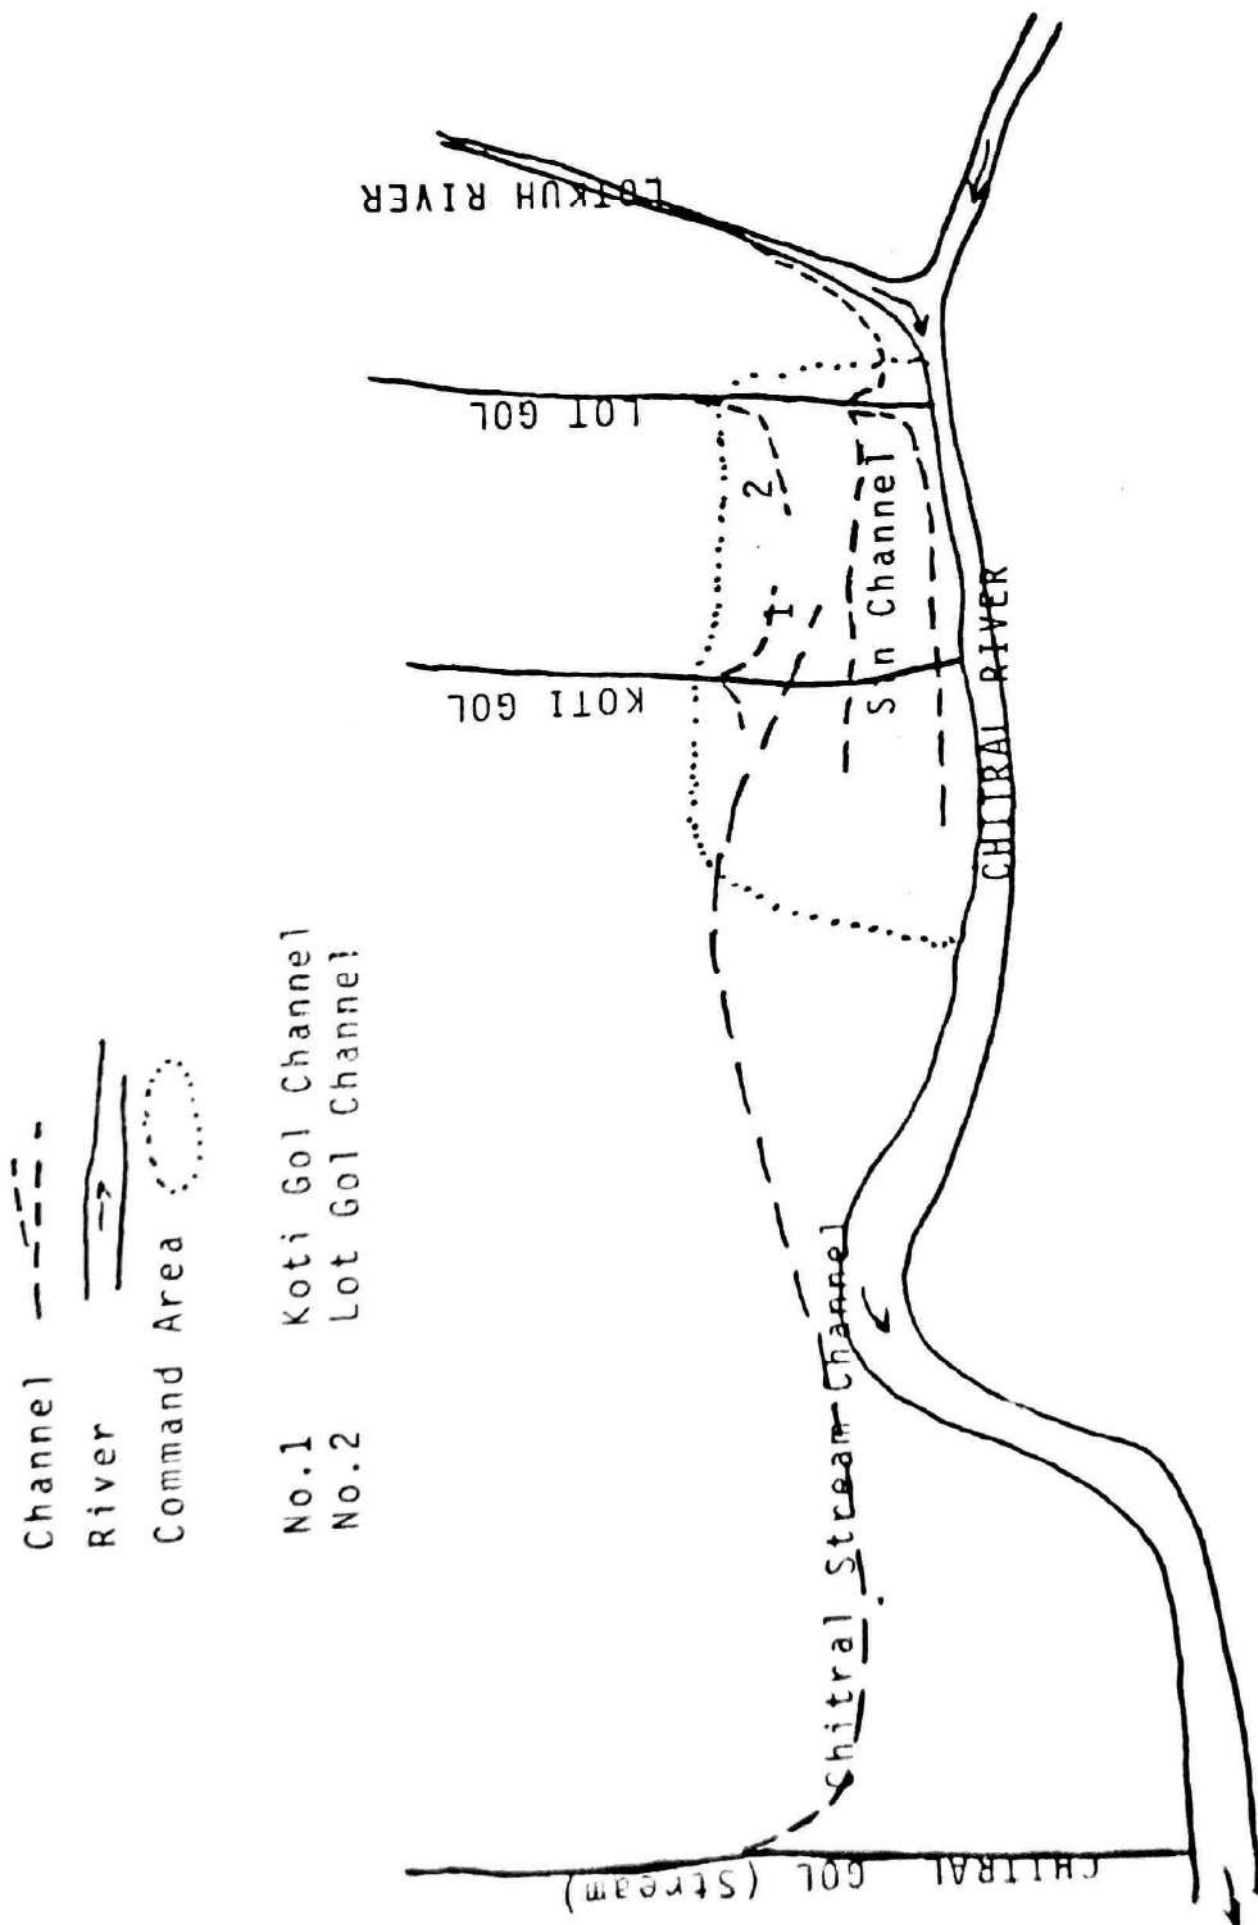 Channel
River
Command Area
No.1 Koti Gol Channel
No.2 Lot Gol Channel
LOTKUH RIVER
LOT GOL
KOTI GOL
2
1
Sin Channel
CHITRAL RIVER
Chitral Stream Channel
CHITRAL GOL (Stream)